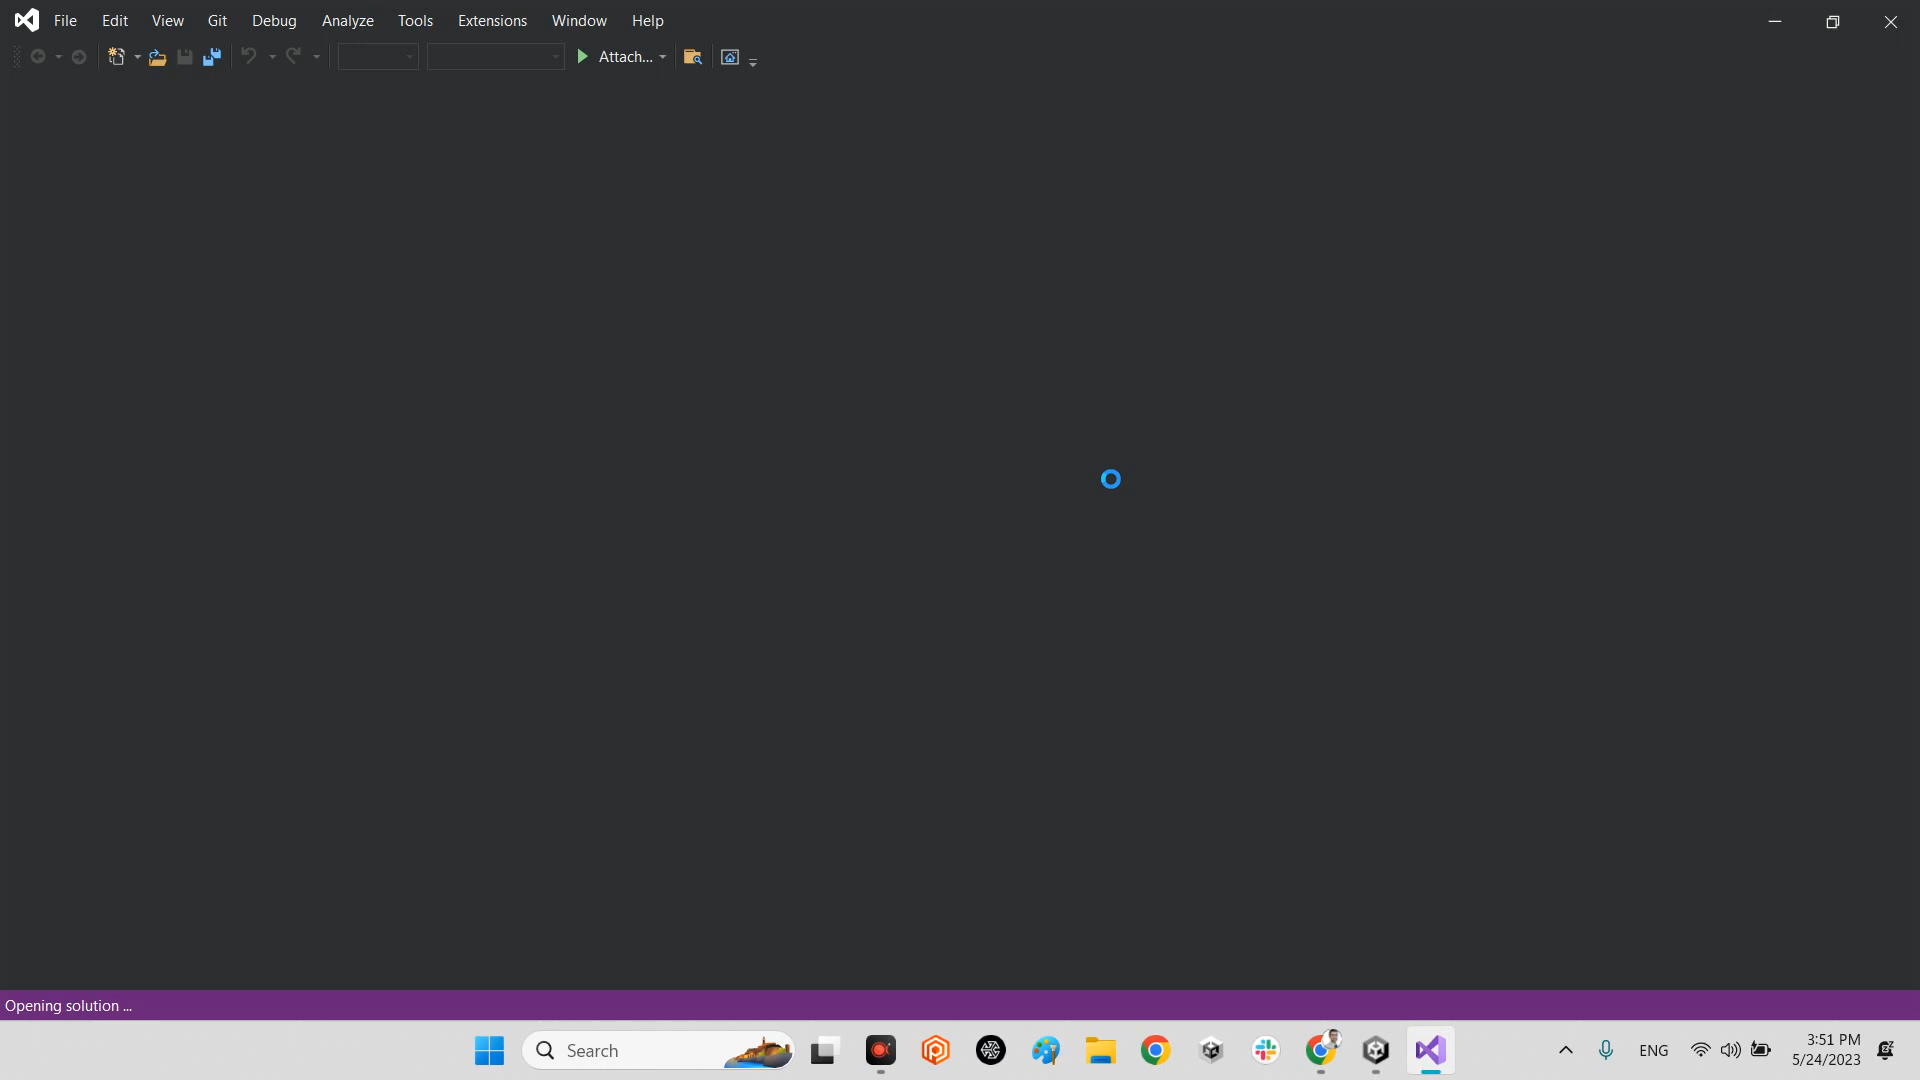 File Edit View Git Debug Analyze Tools Extensions Window Help
Attach...
Opening solution ...
Search
ENG
3:51 PM
5/24/2023